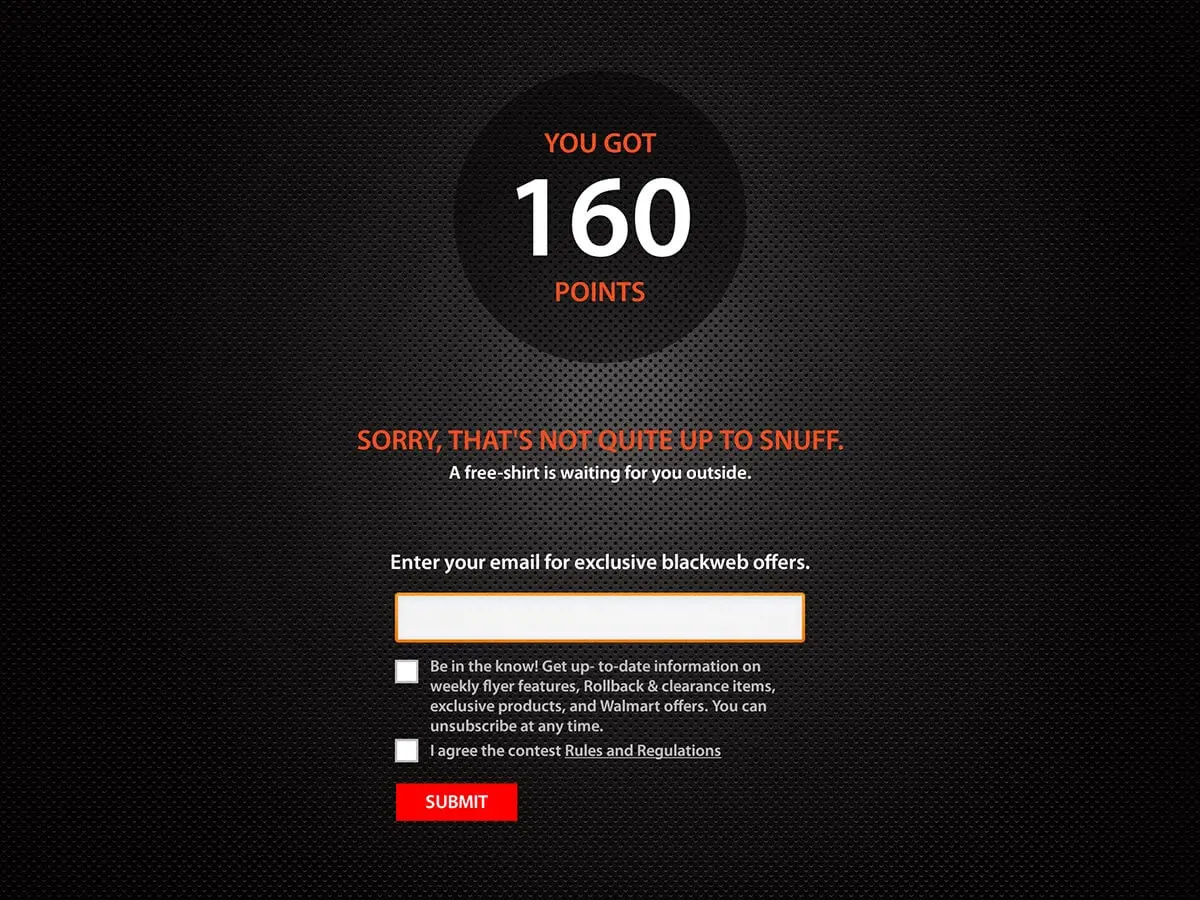 YOU GOT
160
POINTS
SORRY, THAT'S NOT QUITE UP TO SNUFF.
A free-shirt is waiting for you outside.
Enter your email for exclusive blackweb offers.
Be in the know! Get up- to-date information on
weekly flyer features, Rollback & clearance items,
exclusive products, and Walmart offers. You can
unsubscribe at any time.
I agree the contest Rules and Regulations
SUBMIT